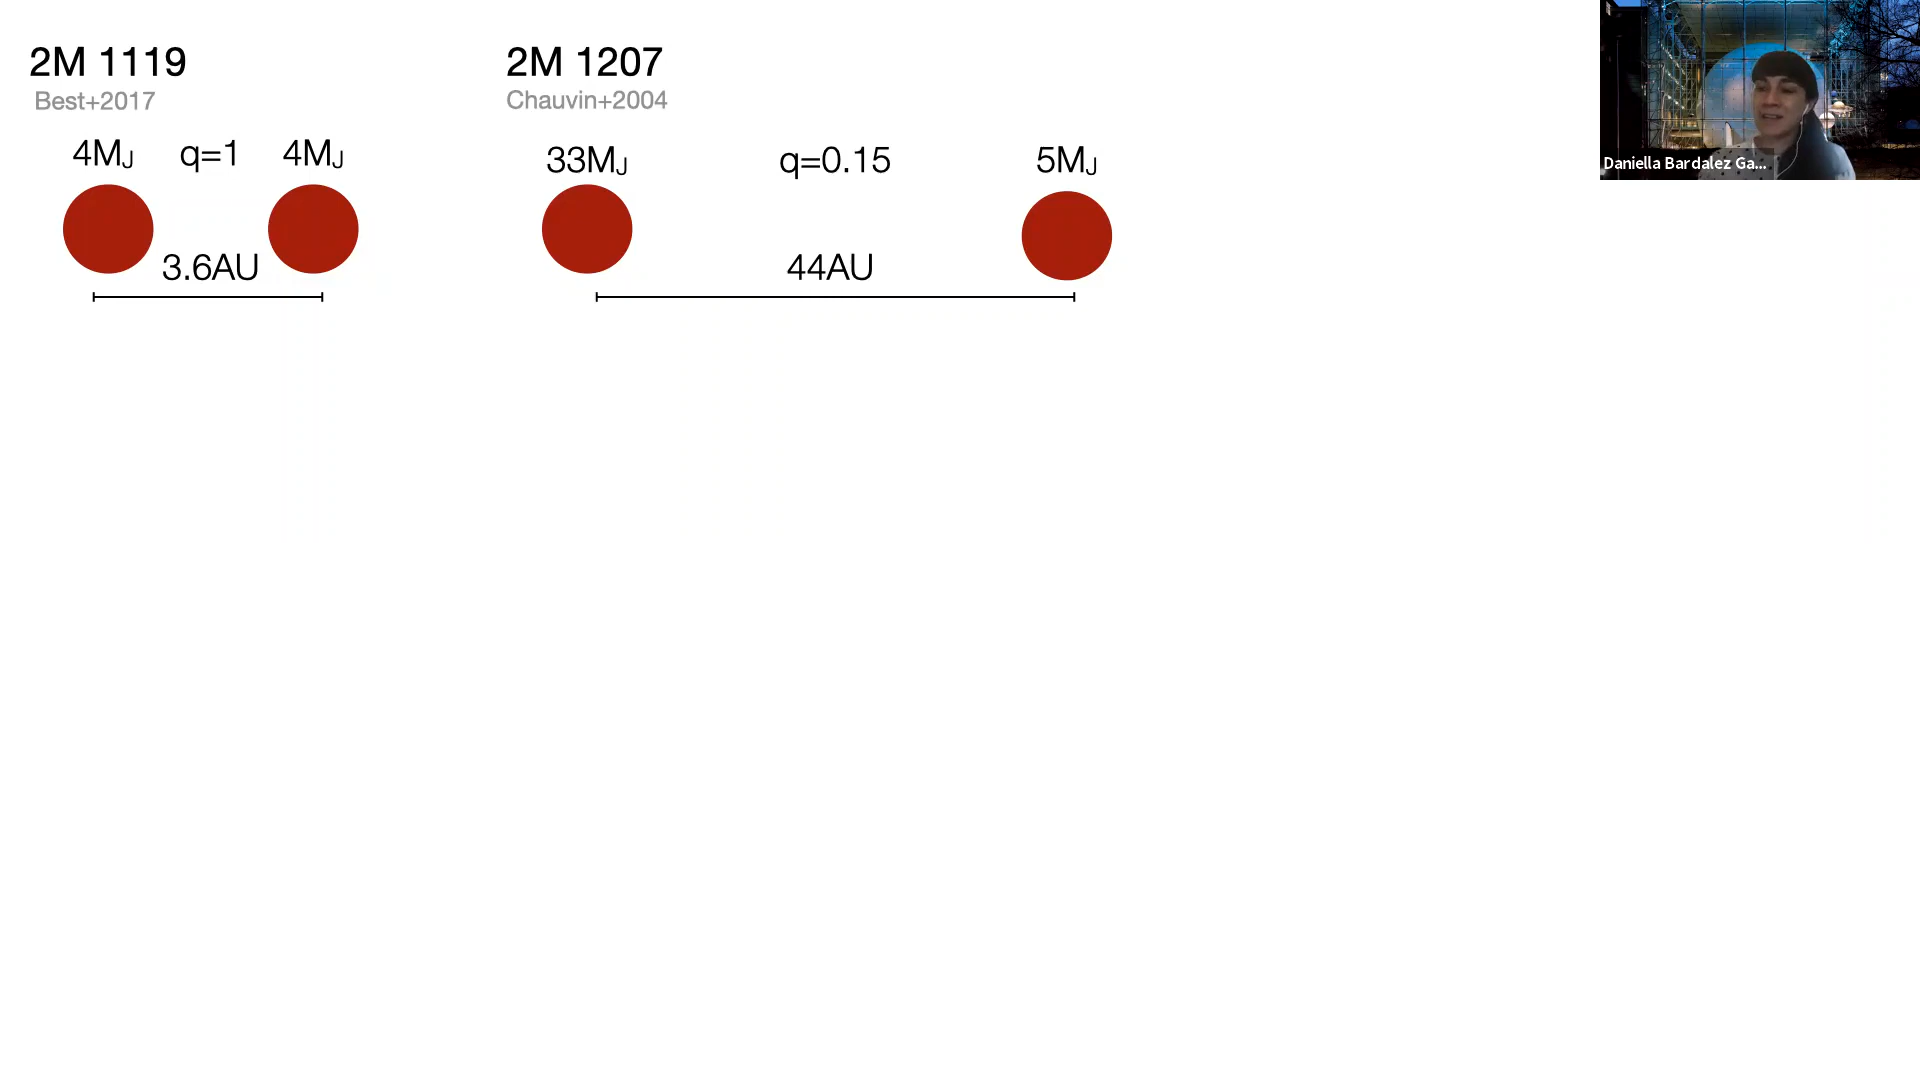 2M 1119
Best+2017
4MJ q=1 4MJ
3.6AU
2M 1207
Chauvin+2004
33MJ q=0.15 5MJ
44AU
Daniella Bardalez Ga...